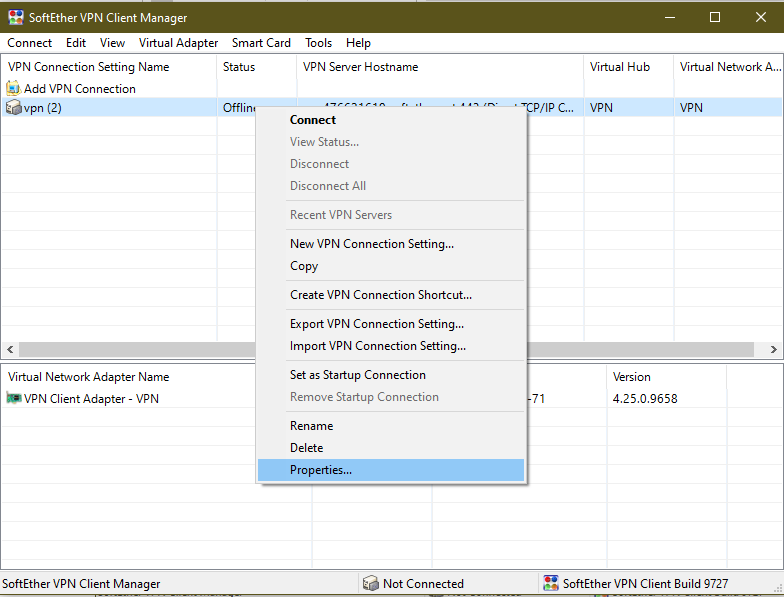 SoftEther VPN Client Manager
Connect Edit View Virtual Adapter Smart Card Tools Help
VPN Connection Setting Name Status VPN Server Hostname Virtual Hub Virtual Network A...
Add VPN Connection
vpn (2) Offline TCP/IP C... VPN VPN
Connect
View Status...
Disconnect
Disconnect All
Recent VPN Servers
New VPN Connection Setting...
Copy
Create VPN Connection Shortcut...
Export VPN Connection Setting...
Import VPN Connection Setting...
Set as Startup Connection
Remove Startup Connection
Rename
Delete
Properties...
Virtual Network Adapter Name Version
VPN Client Adapter - VPN -71 4.25.0.9658
SoftEther VPN Client Manager Not Connected SoftEther VPN Client Build 9727